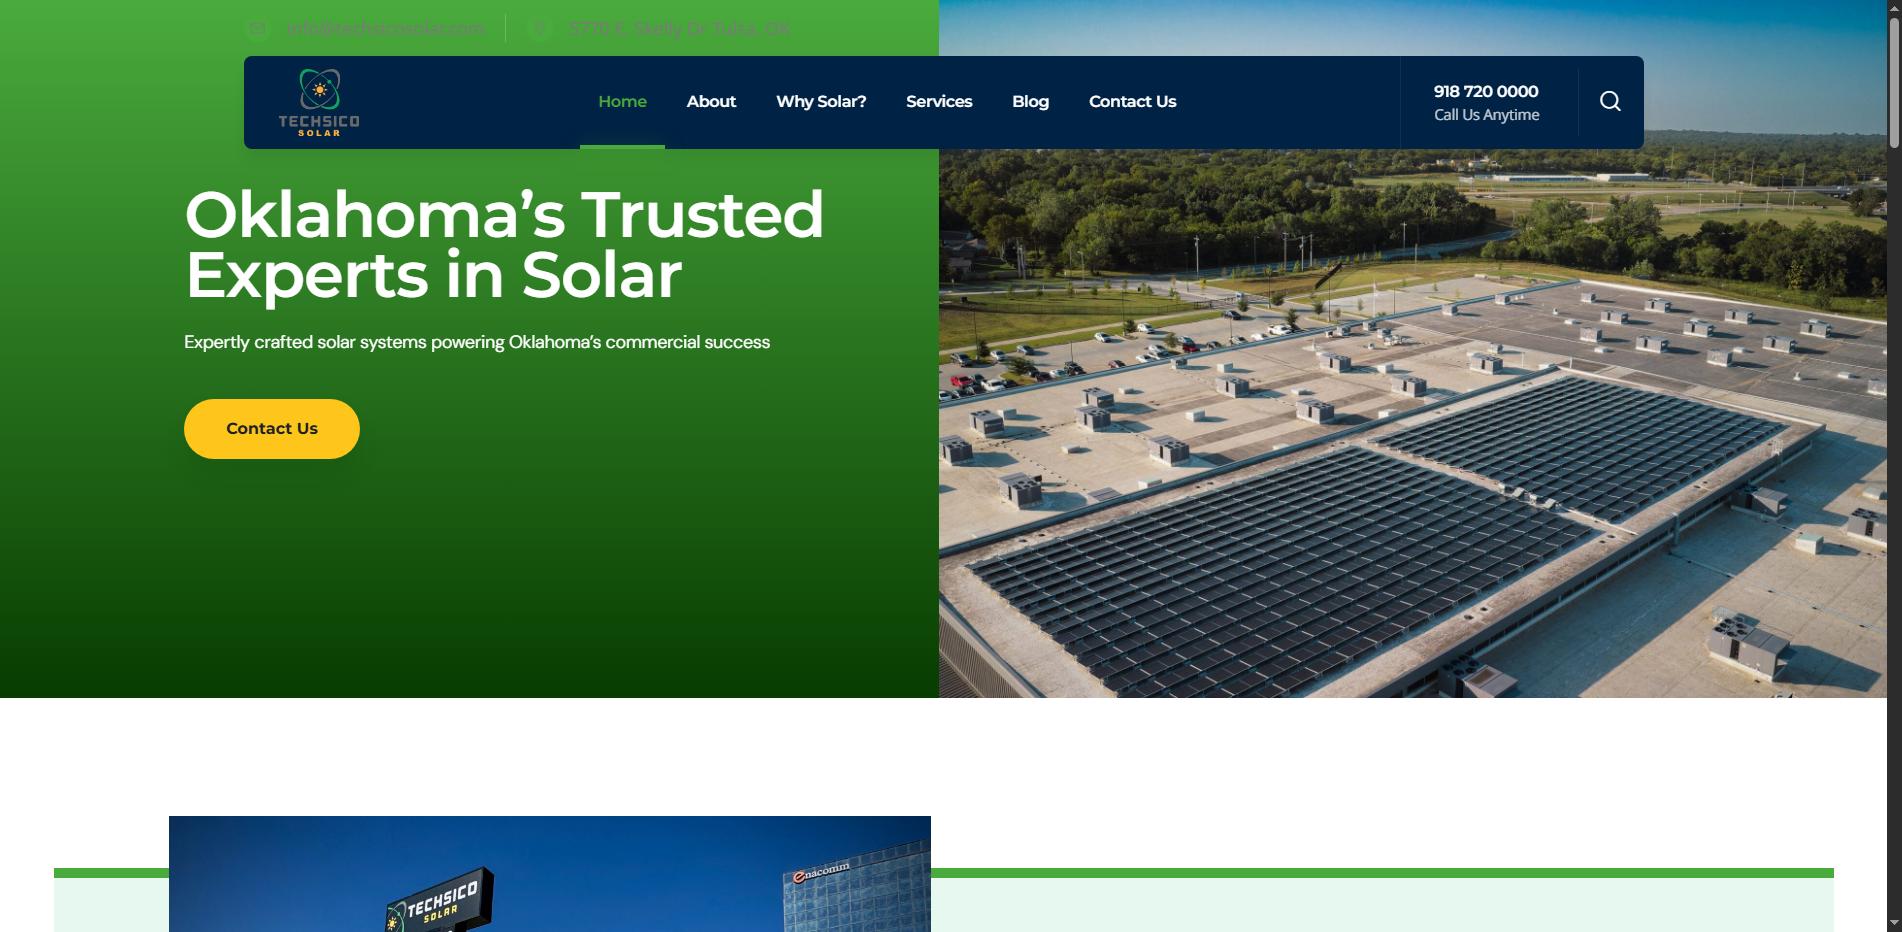 info@techsicosolar.com
5770 E. Skelly Dr Tulsa, OK
TECHSICO
SOLAR
Home
About
Why Solar?
Services
Blog
Contact Us
918 720 0000
Call Us Anytime
Oklahoma’s Trusted
Experts in Solar
Expertly crafted solar systems powering Oklahoma’s commercial success
Contact Us
TECHSICO
SOLAR
enacomm